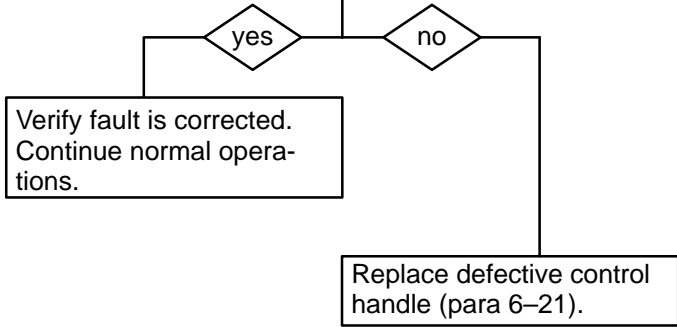 yes
no
Verify fault is corrected.
Continue normal opera-
tions.
Replace defective control
handle (para 6–21).